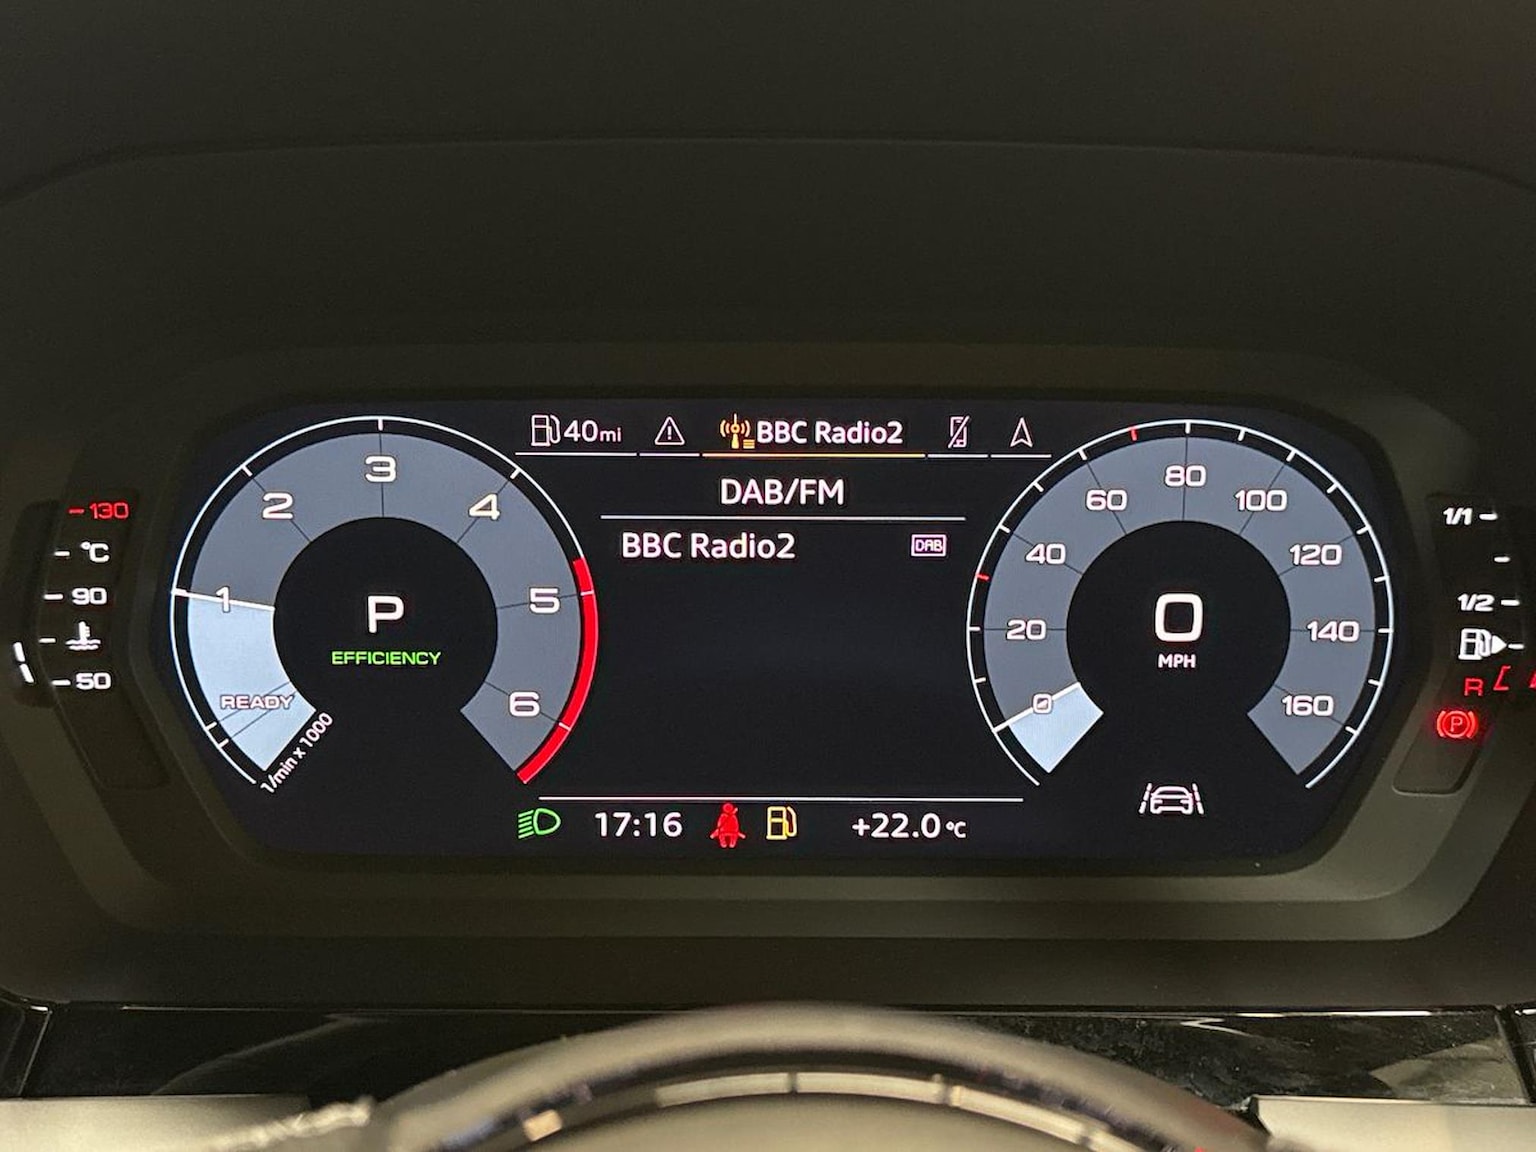 40mi
BBC Radio2
DAB/FM
BBC Radio2
DAB
1
2
3
4
5
6
READY
1/min x 1000
P
EFFICIENCY
0
20
40
60
80
100
120
140
160
0
MPH
130
°C
90
50
1/1
1/2
R
(P)
17:16
+22.0°C